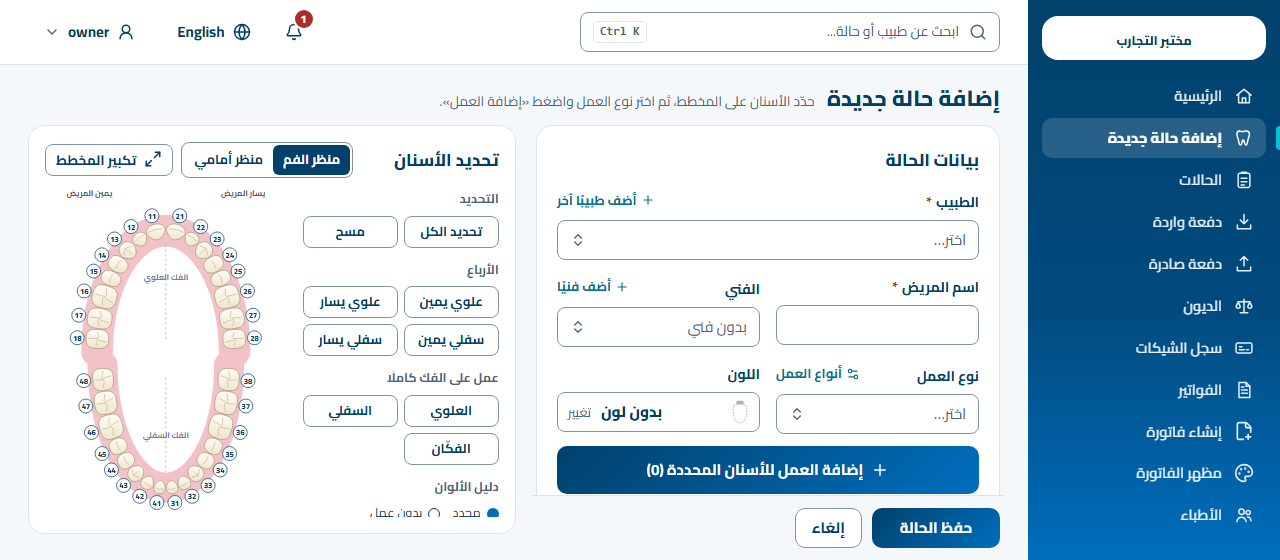 مختبر التجارب
الرئيسية
إضافة حالة جديدة
الحالات
دفعة واردة
دفعة صادرة
الديون
سجل الشيكات
الفواتير
إنشاء فاتورة
مظهر الفاتورة
الأطباء
ابحث عن طبيب أو حالة...
Ctrl K
1
English
owner
إضافة حالة جديدة
حدّد الأسنان على المخطط، ثم اختر نوع العمل واضغط «إضافة العمل».
بيانات الحالة
الطبيب *
+ أضف طبيبًا آخر
اختر...
اسم المريض *
الفني
+ أضف فنيًا
بدون فني
نوع العمل
أنواع العمل
اختر...
اللون
بدون لون
تغيير
+ إضافة العمل للأسنان المحددة (0)
حفظ الحالة
إلغاء
تحديد الأسنان
منظر الفم
منظر أمامي
تكبير المخطط
التحديد
تحديد الكل
مسح
الأرباع
علوي يمين
علوي يسار
سفلي يمين
سفلي يسار
عمل على الفك كاملًا
العلوي
السفلي
الفكّان
دليل الألوان
محدد
بدون عمل
يسار المريض
يمين المريض
11 21
12 22
13 23
14 24
15 25
16 26
17 27
18 28
الفك العلوي
48 38
47 37
46 36
45 35
44 34
43 33
42 32
41 31
الفك السفلي